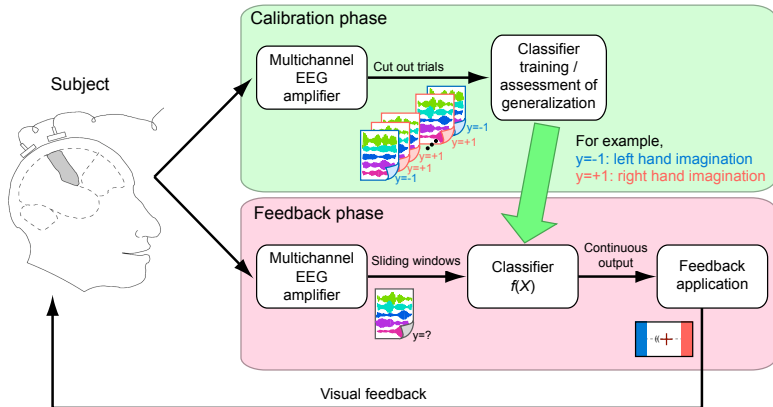 Calibration phase
Subject
Multichannel
EEG
amplifier
Cut out trials
Classifier
training /
assessment of
generalization
y=-1
y=+1
y=+1
y=+1
y=-1
For example,
y=-1: left hand imagination
y=+1: right hand imagination
Feedback phase
Multichannel
EEG
amplifier
Sliding windows
y=?
Classifier
f(X)
Continuous
output
Feedback
application
Visual feedback